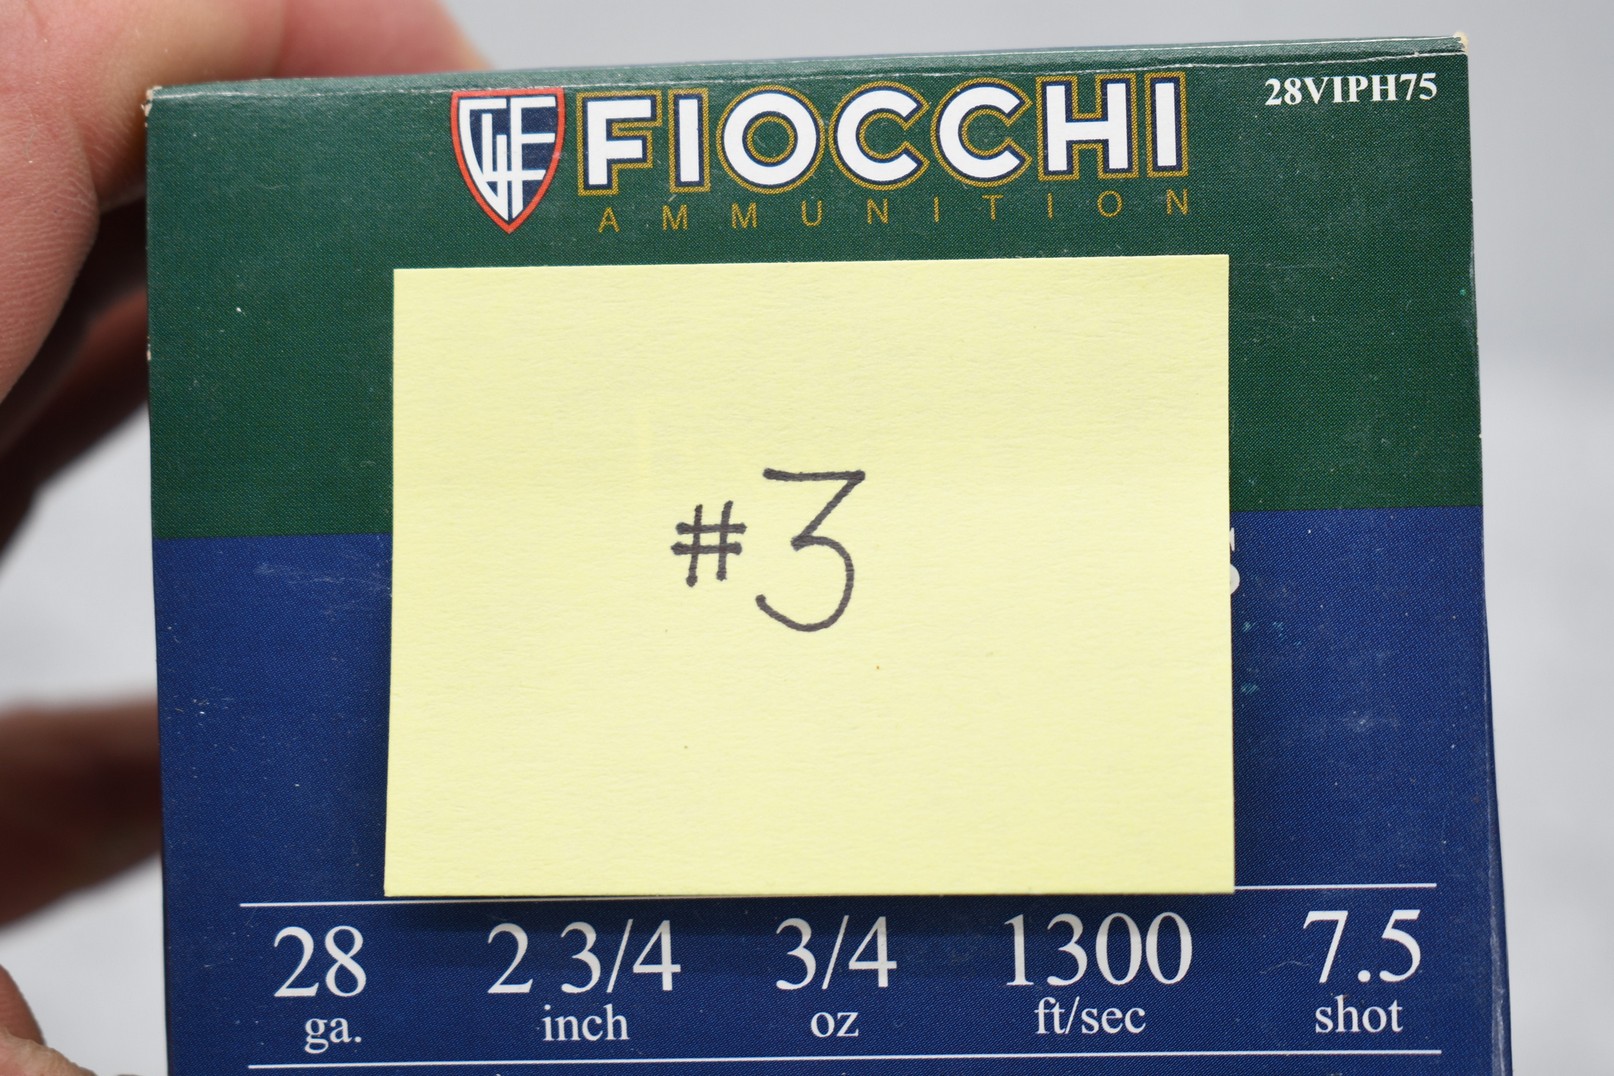 28VIPH75
GWF FIOCCHI
AMMUNITION
#3
28 2 3/4 3/4 1300 7.5
ga. inch oz ft/sec shot